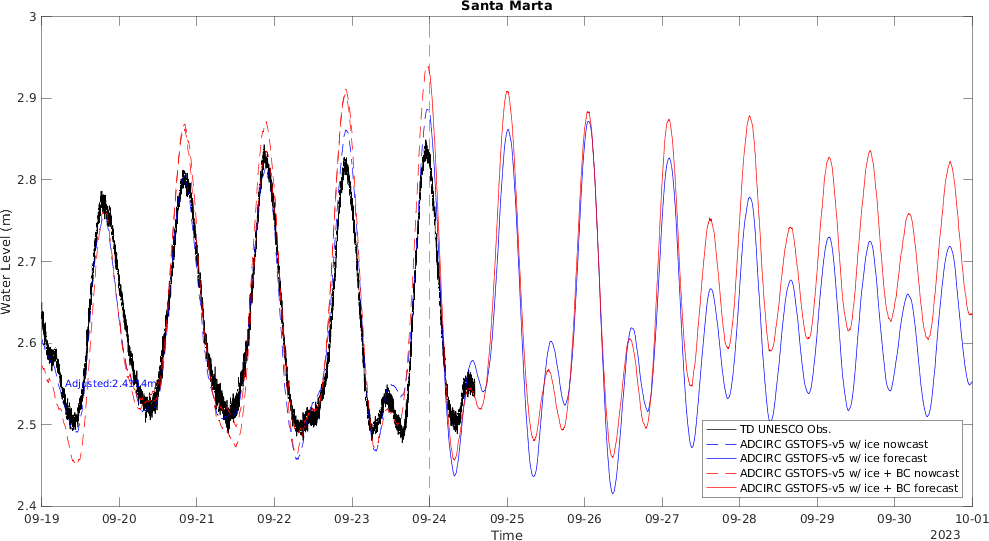 Santa Marta
Water Level (m)
3
2.9
2.8
2.7
2.6
2.5
2.4
09-19 09-20 09-21 09-22 09-23 09-24 09-25 09-26 09-27 09-28 09-29 09-30 10-01
Time
2023
TD UNESCO Obs.
ADCIRC GSTOFS-v5 w/ ice nowcast
ADCIRC GSTOFS-v5 w/ ice forecast
ADCIRC GSTOFS-v5 w/ ice + BC nowcast
ADCIRC GSTOFS-v5 w/ ice + BC forecast